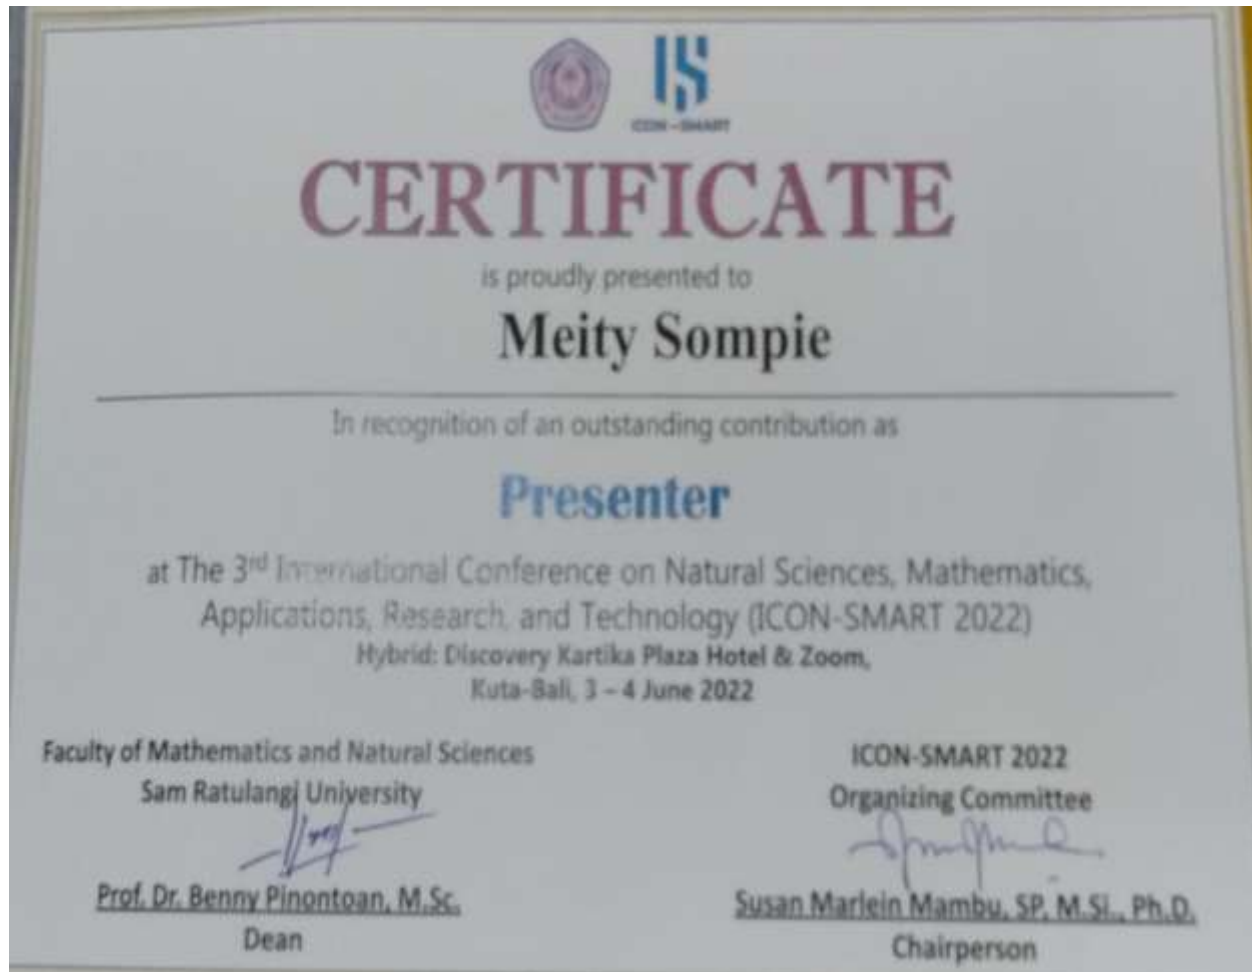 IS
ICON-SMART
CERTIFICATE
is proudly presented to
Meity Sompie
In recognition of an outstanding contribution as
Presenter
at The 3rd International Conference on Natural Sciences, Mathematics,
Applications, Research, and Technology (ICON-SMART 2022)
Hybrid: Discovery Kartika Plaza Hotel & Zoom,
Kuta-Bali, 3 – 4 June 2022
Faculty of Mathematics and Natural Sciences
Sam Ratulangi University
Prof. Dr. Benny Pinontoan, M.Sc.
Dean
ICON-SMART 2022
Organizing Committee
Susan Marlein Mambu, SP, M.Si., Ph.D.
Chairperson